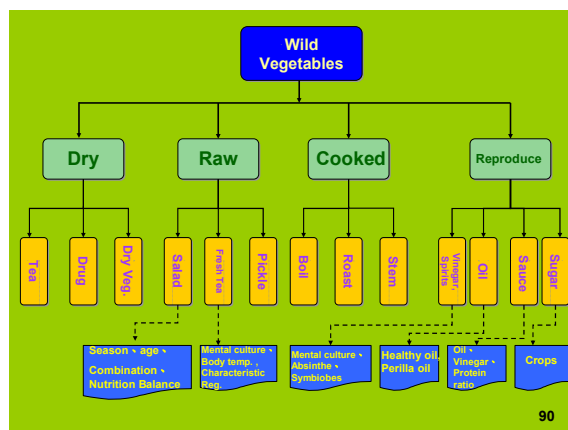 Wild
Vegetables
Dry
Raw
Cooked
Reproduce
Tea
Drug
Dry Veg.
Salad
Fresh Tea
Pickle
Boil
Roast
Stem
Vinegar,
Spirits
Oil
Sauce
Sugar
Season、age、
Combination、
Nutrition Balance
Mental culture、
Body temp. ,
Characteristic
Reg.
Mental culture、
Absinthe、
Symbiobes
Healthy oil,
Perilla oil
Oil、
Vinegar、
Protein
ratio
Crops
90